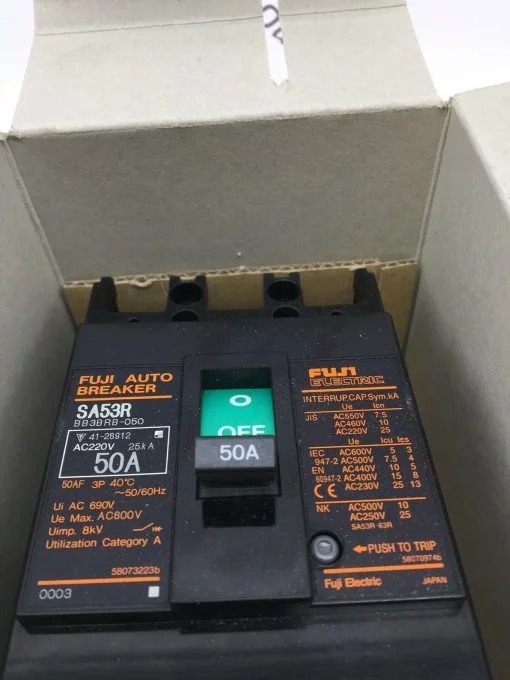 FUJI AUTO
BREAKER
SA53R
BB3BRB-050
41-26812
AC220V 25kA
50A
50AF 3P 40℃
~50/60Hz
Ui AC 690V
Ue Max. AC600V
Uimp. 8kV
Utilization Category A
58073223b
0003
O
OFF
50A
FUJI
ELECTRIC
INTERRUP.CAP.Sym.kA
Ue Icn
JIS AC550V 7.5
AC460V 10
AC220V 25
Ue Icu Ics
IEC AC600V 5 3
947-2 AC500V 7.5 4
EN AC440V 10 5
60947-2 AC400V 15 8
CE AC230V 25 13
NK AC500V 10
AC250V 25
SA53R·63R
←PUSH TO TRIP
58070974b
Fuji Electric JAPAN